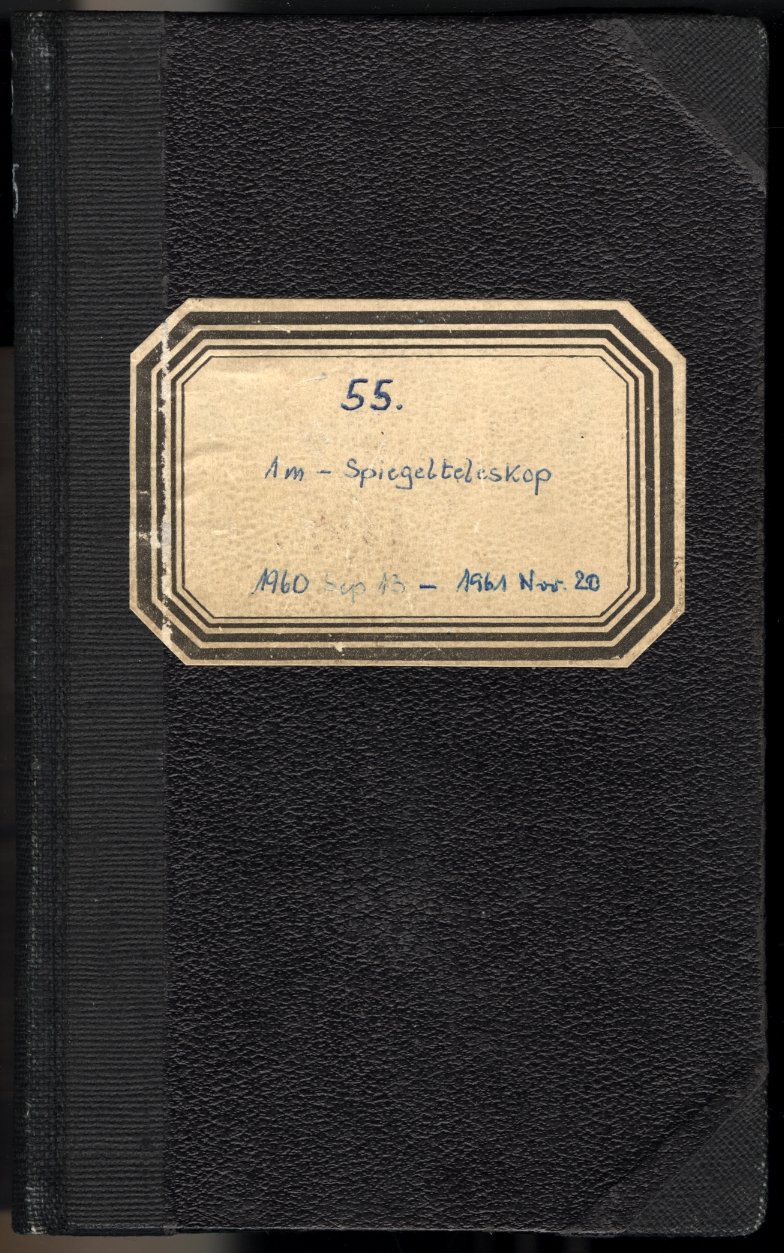 55.
1m - Spiegelteleskop
1960 Sep 13 - 1961 Nov. 20